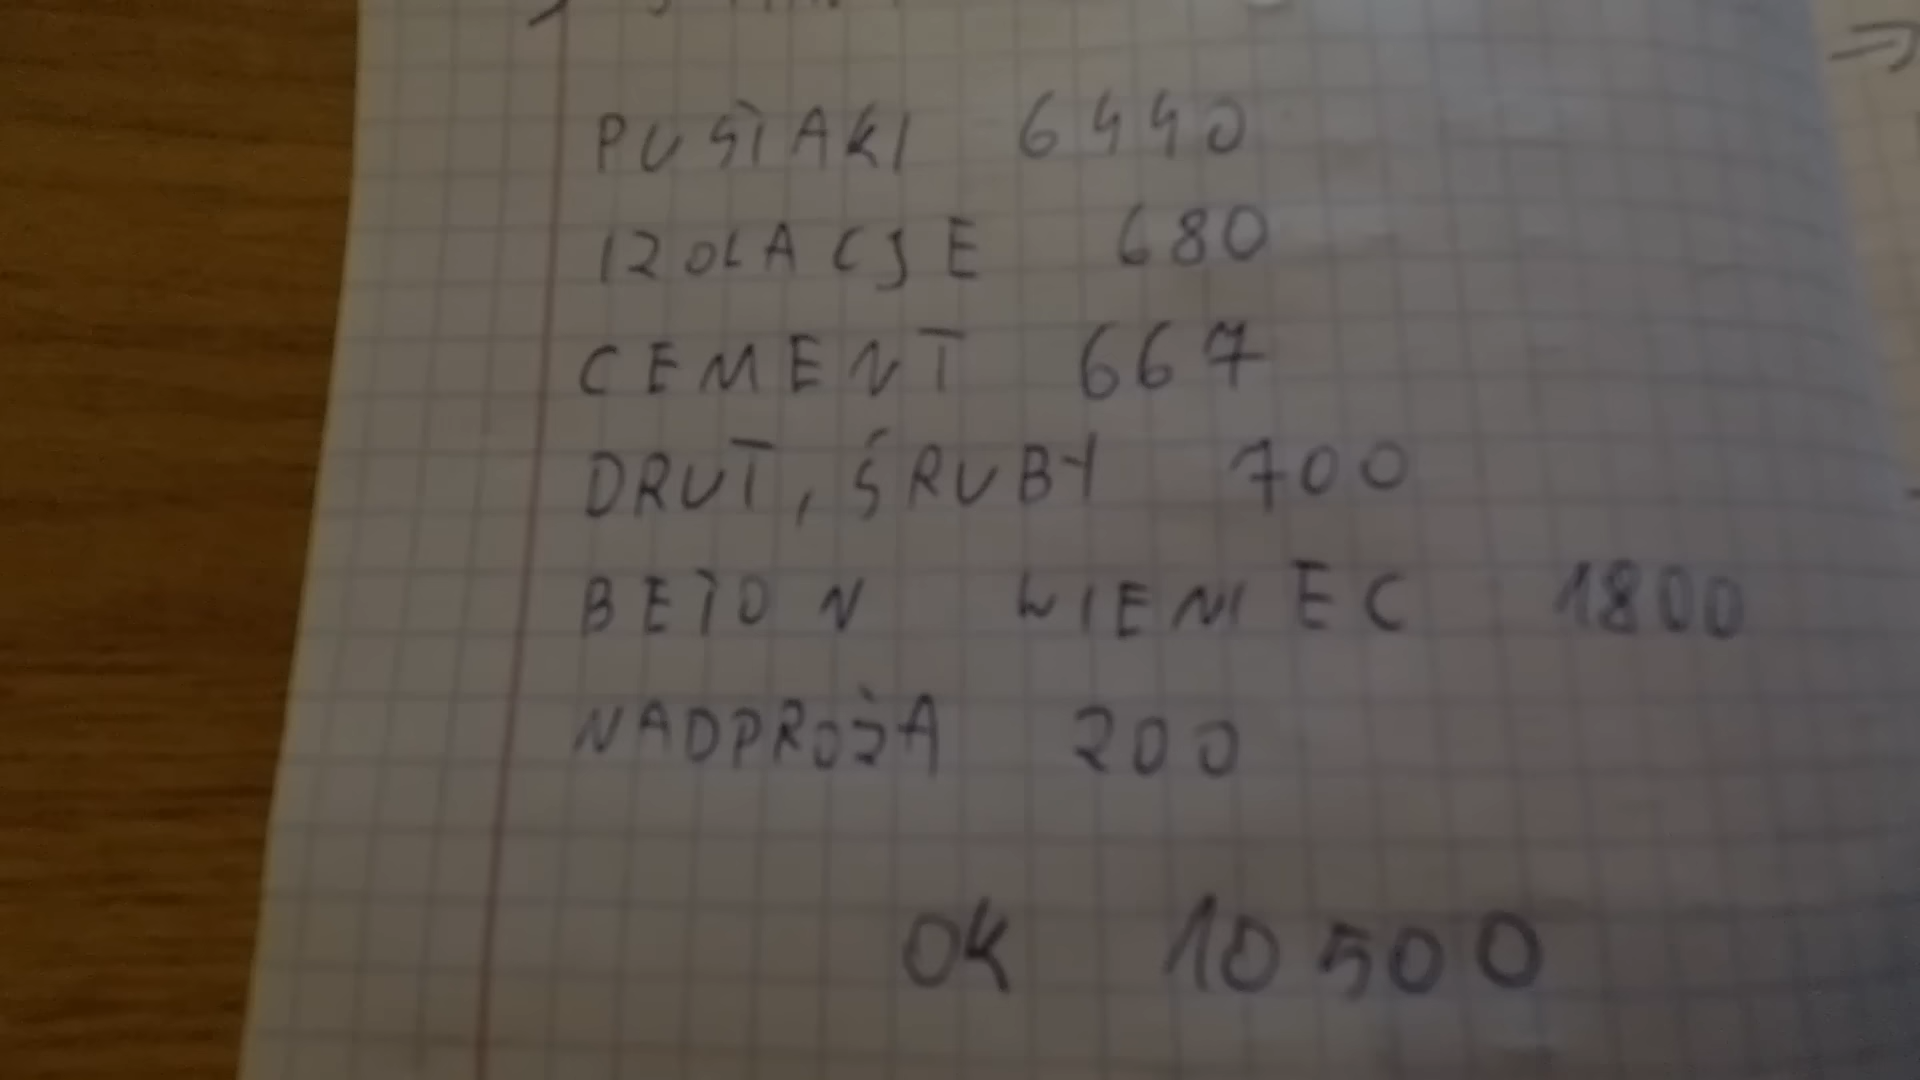 PUSTAKI 6440
IZOLACJE 680
CEMENT 667
DRUT, ŚRUBY 700
BETON WIENIEC 1800
NADPROŻA 200
OK 10 500